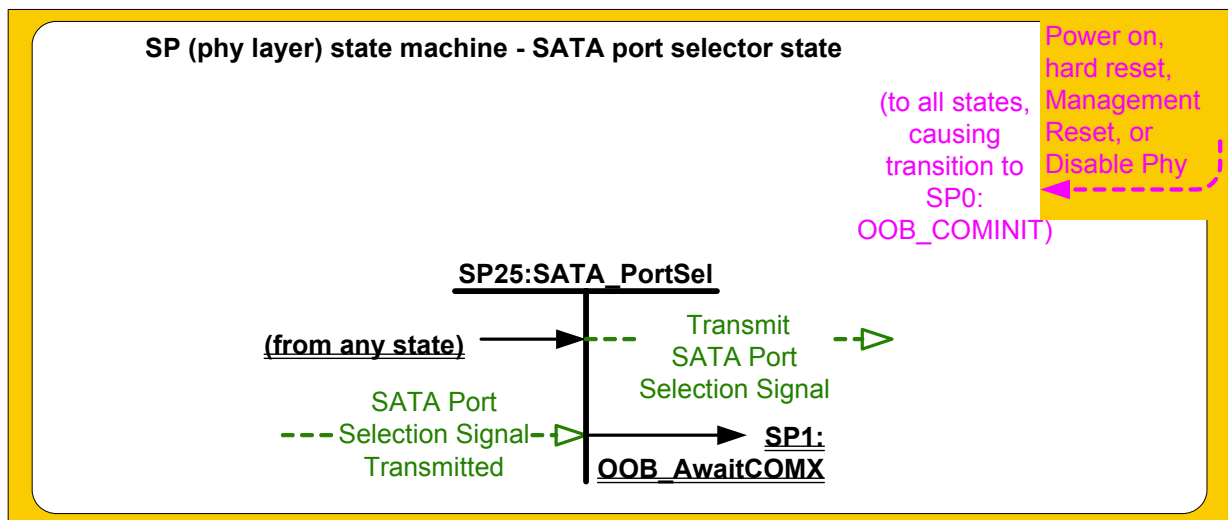 SP (phy layer) state machine - SATA port selector state
Power on,
hard reset,
Management
Reset, or
Disable Phy
(to all states,
causing
transition to
SP0:
OOB_COMINIT)
SP25:SATA_PortSel
(from any state)
Transmit
SATA Port
Selection Signal
SATA Port
Selection Signal
Transmitted
SP1:
OOB_AwaitCOMX